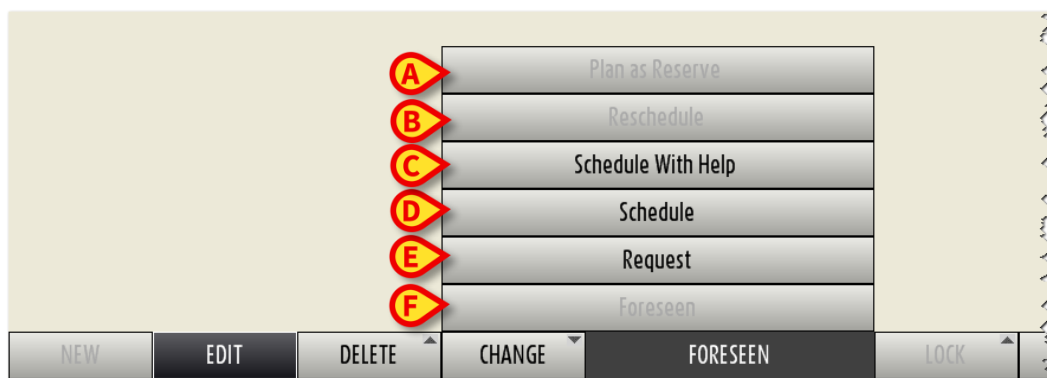 A Plan as Reserve
B Reschedule
C Schedule With Help
D Schedule
E Request
F Foreseen
NEW EDIT DELETE CHANGE FORESEEN LOCK